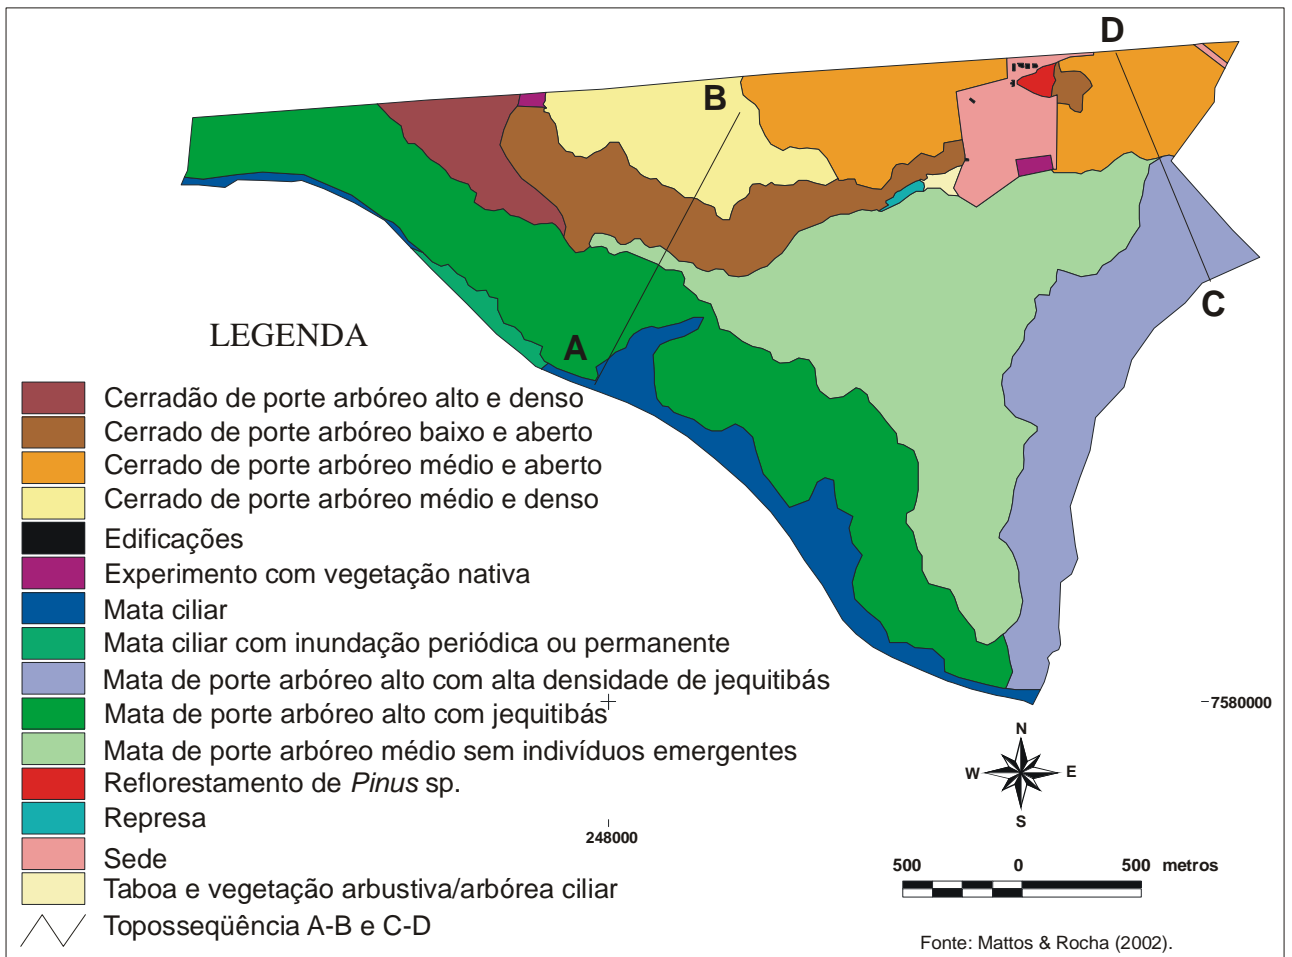 D
B
A
C
LEGENDA
Cerradão de porte arbóreo alto e denso
Cerrado de porte arbóreo baixo e aberto
Cerrado de porte arbóreo médio e aberto
Cerrado de porte arbóreo médio e denso
Edificações
Experimento com vegetação nativa
Mata ciliar
Mata ciliar com inundação periódica ou permanente
Mata de porte arbóreo alto com alta densidade de jequitibás
Mata de porte arbóreo alto com jequitibás
Mata de porte arbóreo médio sem indivíduos emergentes
Reflorestamento de Pinus sp.
Represa
Sede
Taboa e vegetação arbustiva/arbórea ciliar
Toposseqüência A-B e C-D
7580000
248000
N
W E
S
500 0 500 metros
Fonte: Mattos & Rocha (2002).